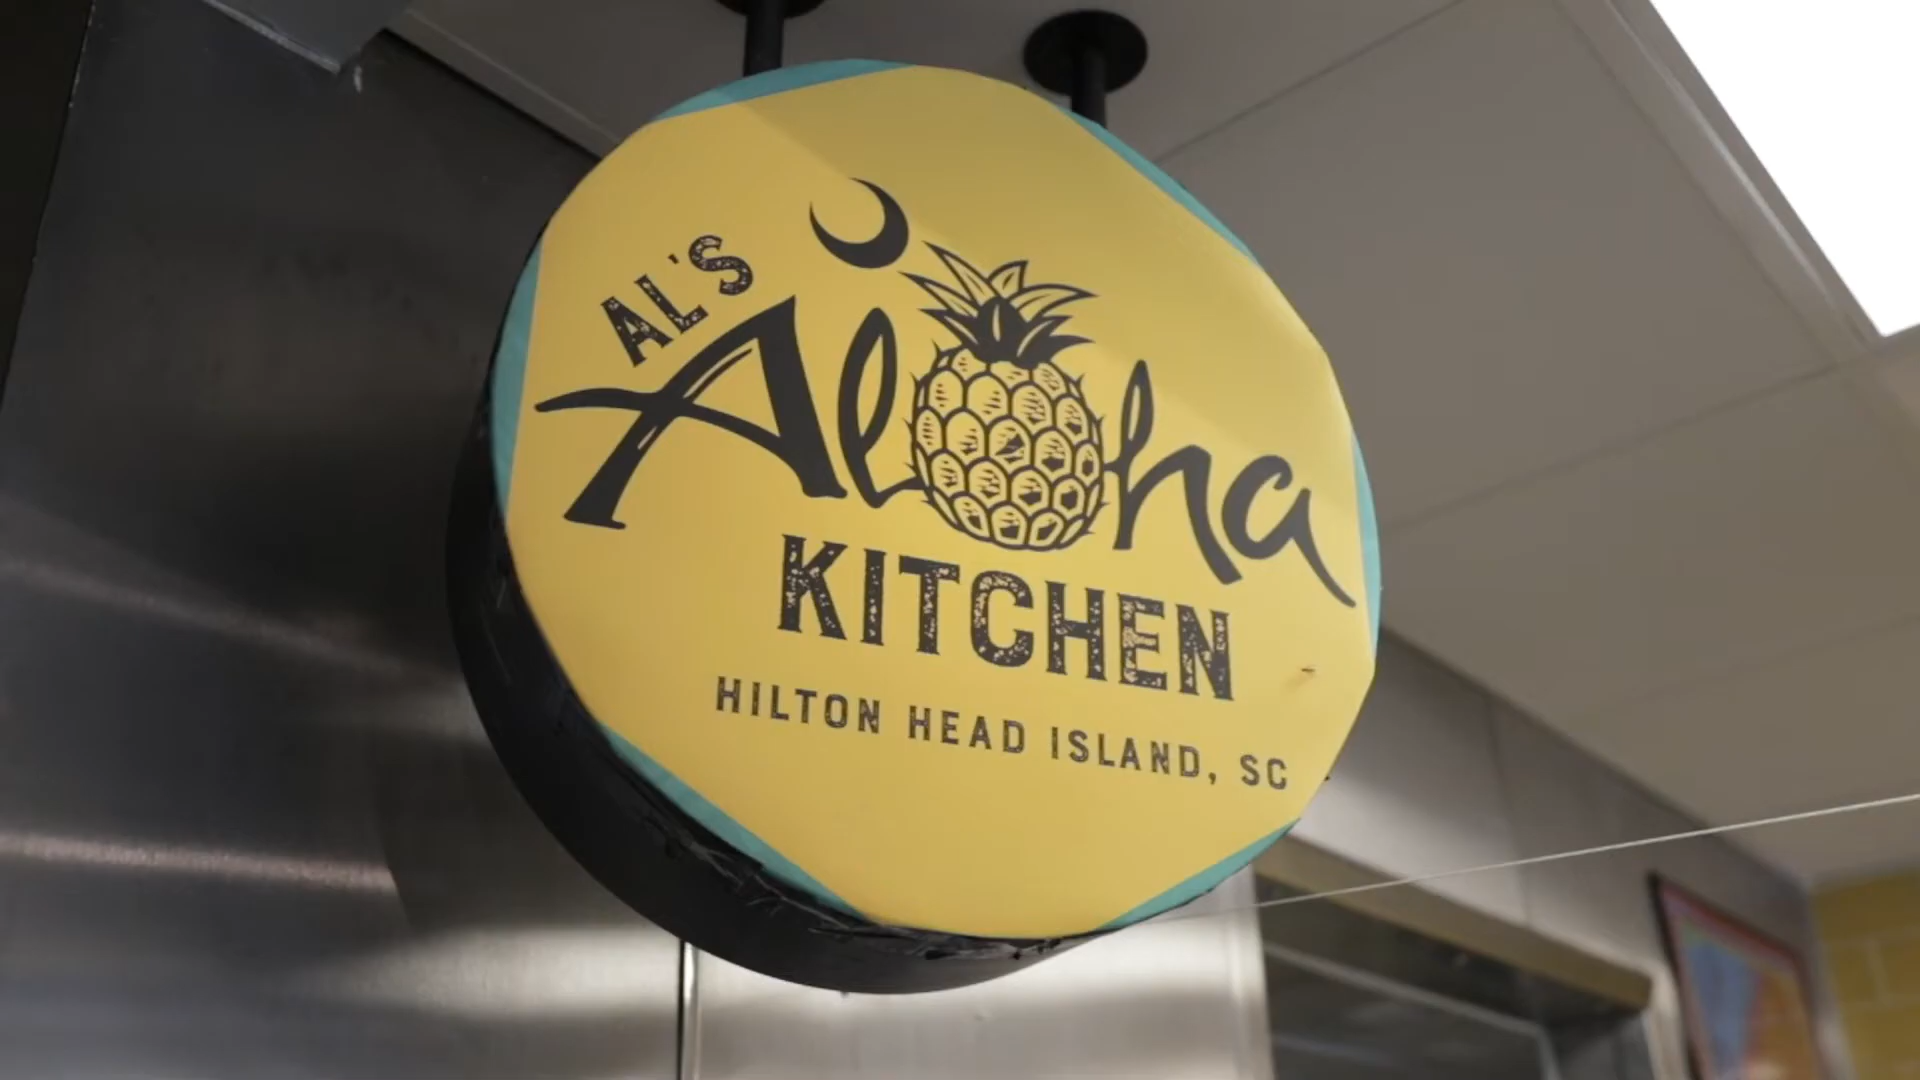 AL'S
Aloha
KITCHEN
HILTON HEAD ISLAND, SC